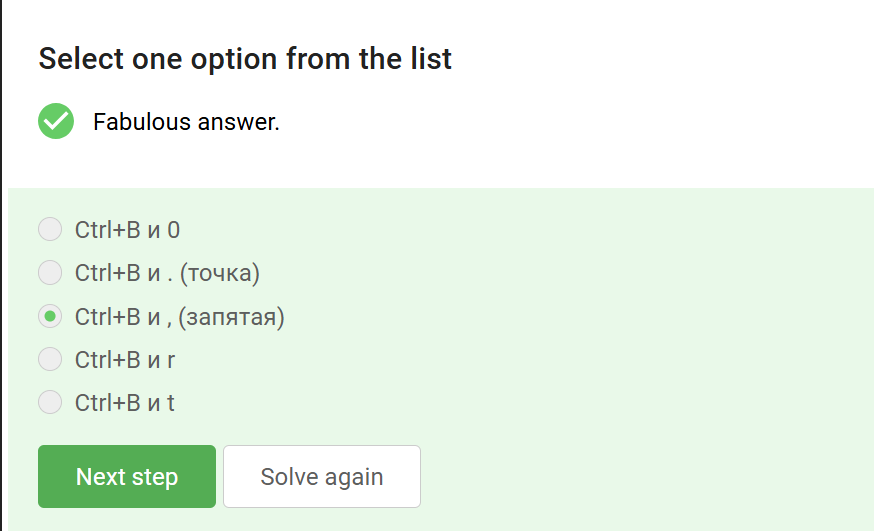 Select one option from the list
Fabulous answer.
Ctrl+B и 0
Ctrl+B и . (точка)
Ctrl+B и , (запятая)
Ctrl+B и r
Ctrl+B и t
Next step
Solve again